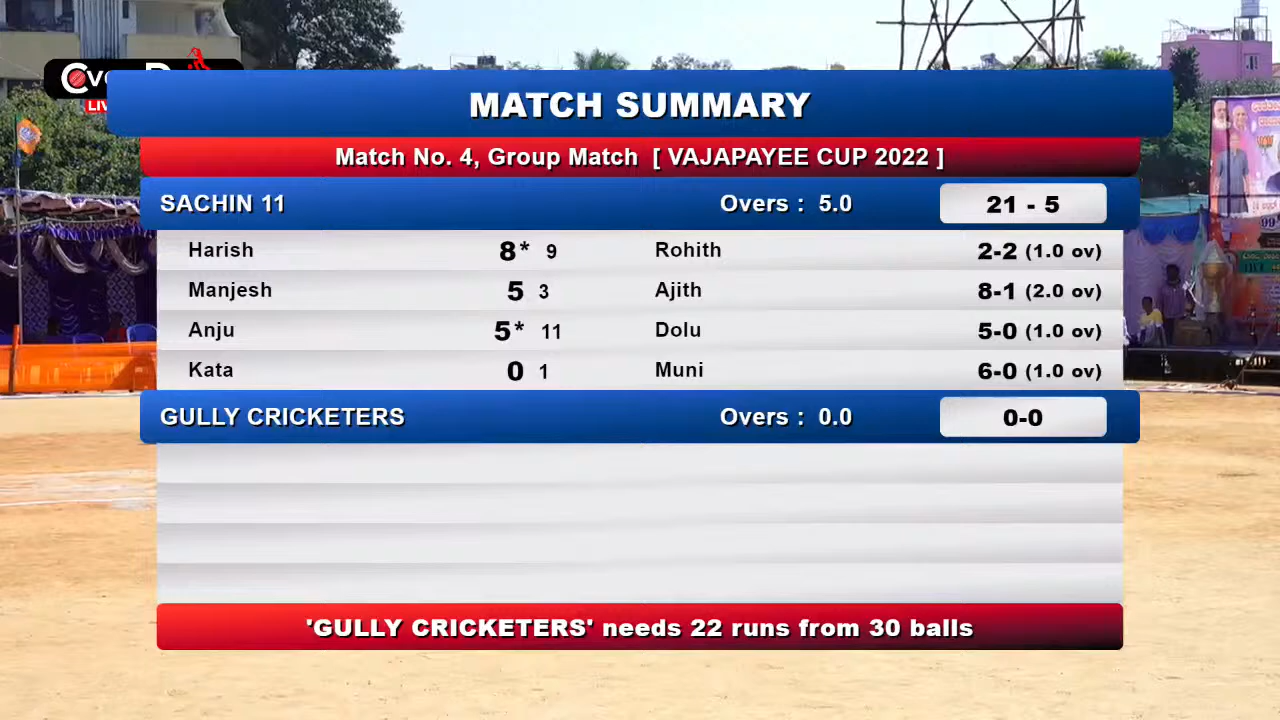 LIVE
MATCH SUMMARY
Match No. 4, Group Match [ VAJAPAYEE CUP 2022 ]
SACHIN 11 Overs : 5.0 21 - 5
Harish 8* 9 Rohith 2-2 (1.0 ov)
Manjesh 5 3 Ajith 8-1 (2.0 ov)
Anju 5* 11 Dolu 5-0 (1.0 ov)
Kata 0 1 Muni 6-0 (1.0 ov)
GULLY CRICKETERS Overs : 0.0 0-0
'GULLY CRICKETERS' needs 22 runs from 30 balls